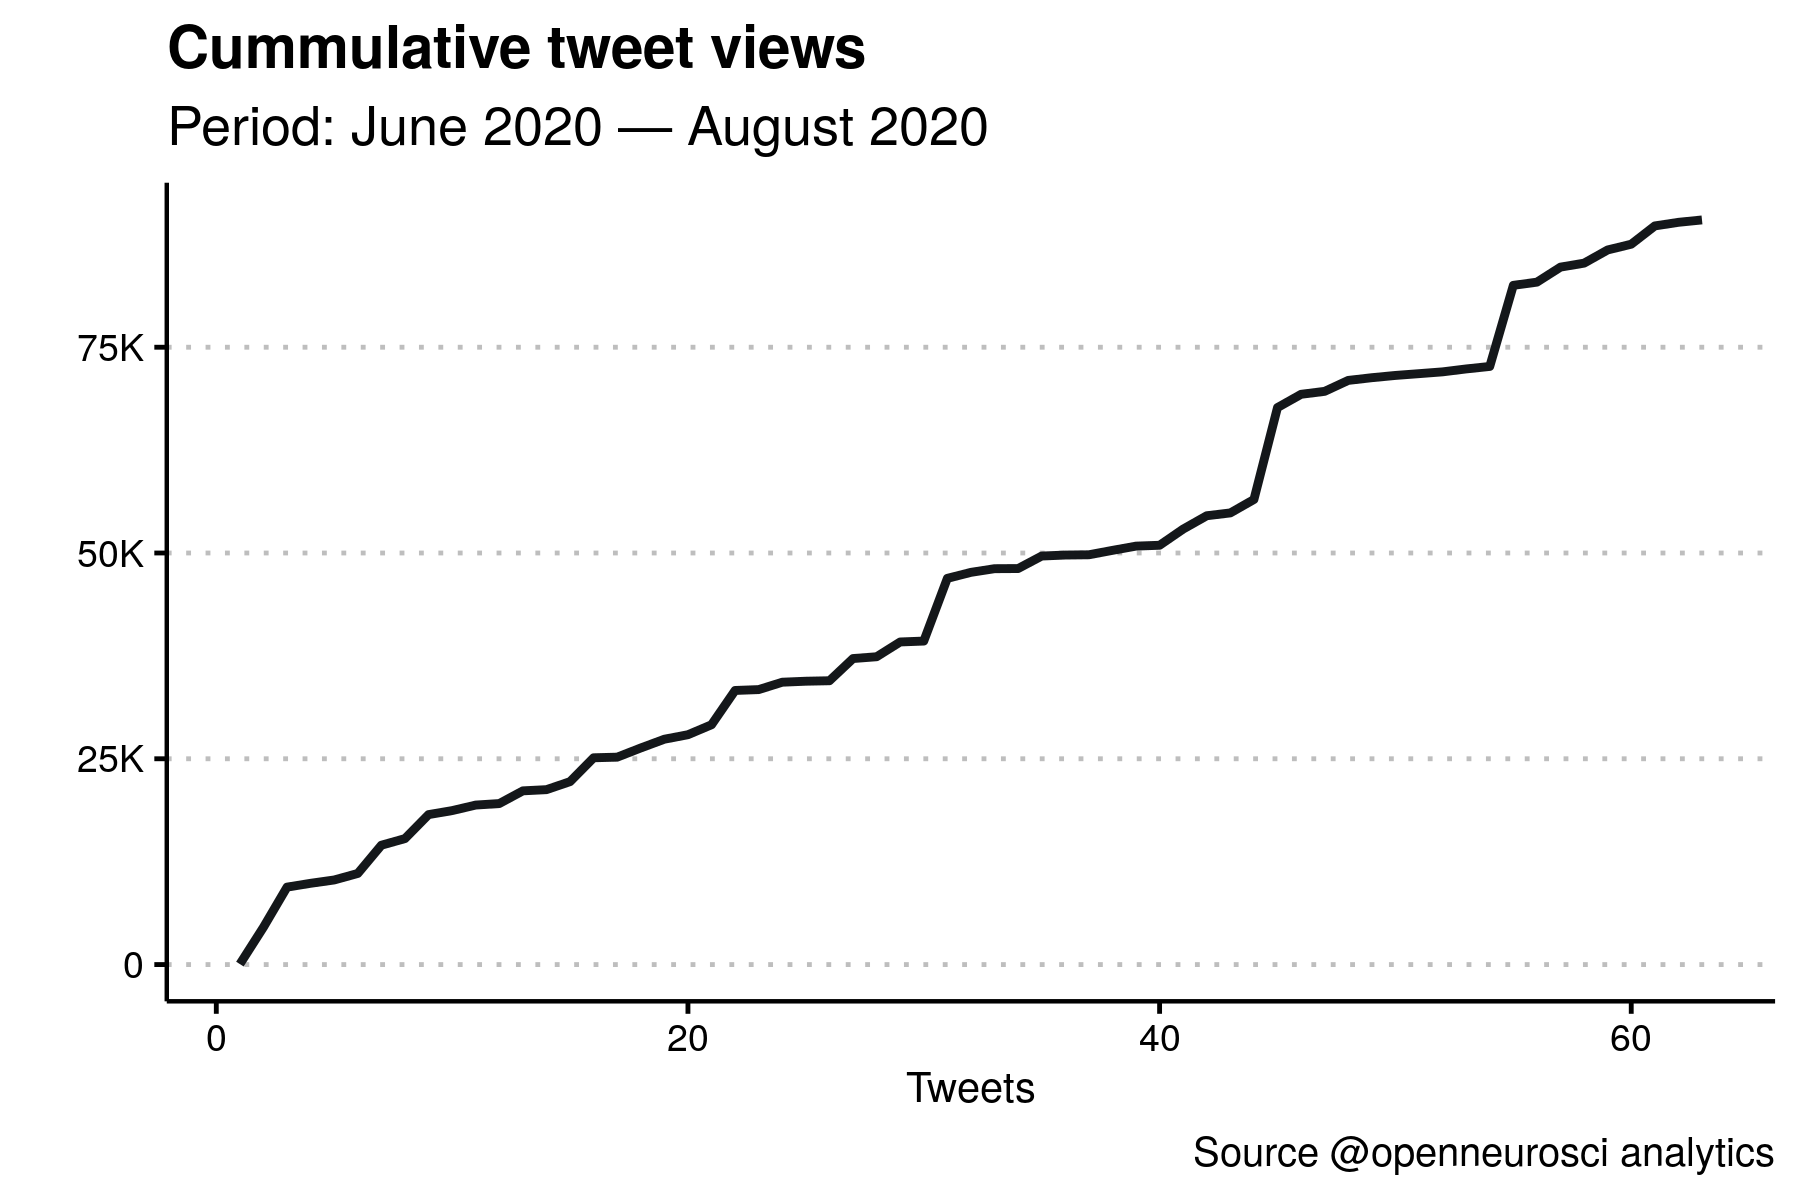 Cummulative tweet views
Period: June 2020 — August 2020
75K
50K
25K
0
0 20 40 60
Tweets
Source @openneurosci analytics